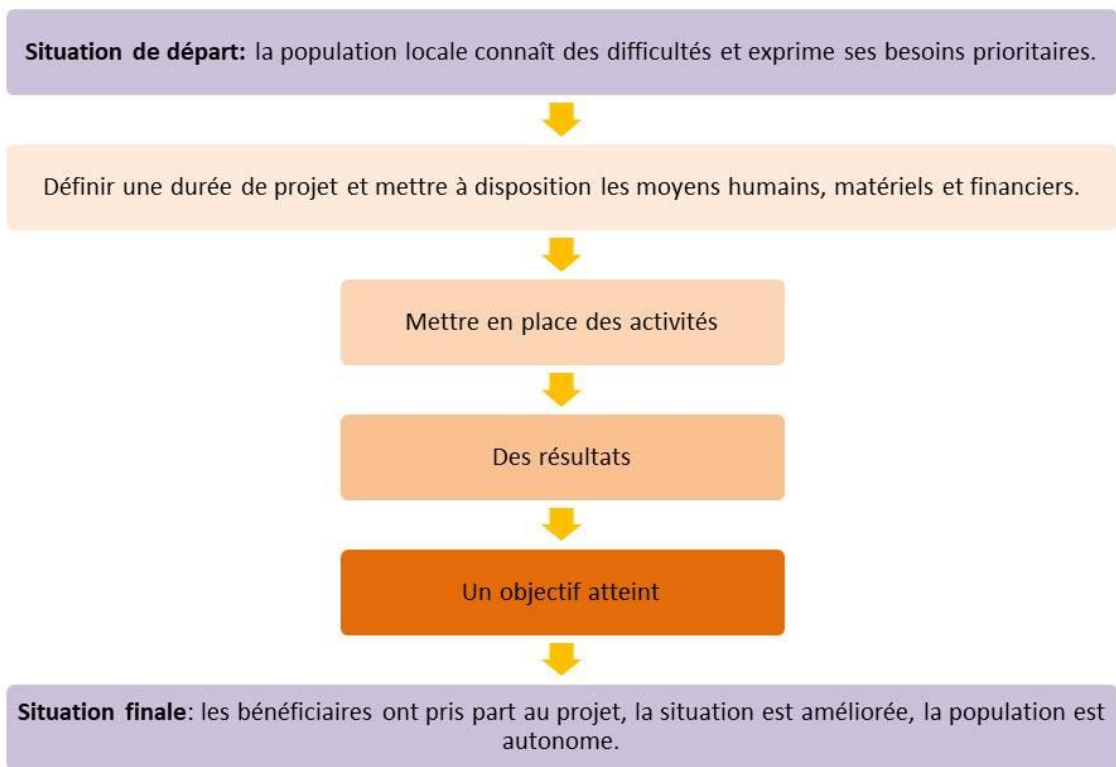 Situation de départ: la population locale connaît des difficultés et exprime ses besoins prioritaires.
Définir une durée de projet et mettre à disposition les moyens humains, matériels et financiers.
Mettre en place des activités
Des résultats
Un objectif atteint
Situation finale: les bénéficiaires ont pris part au projet, la situation est améliorée, la population est
autonome.